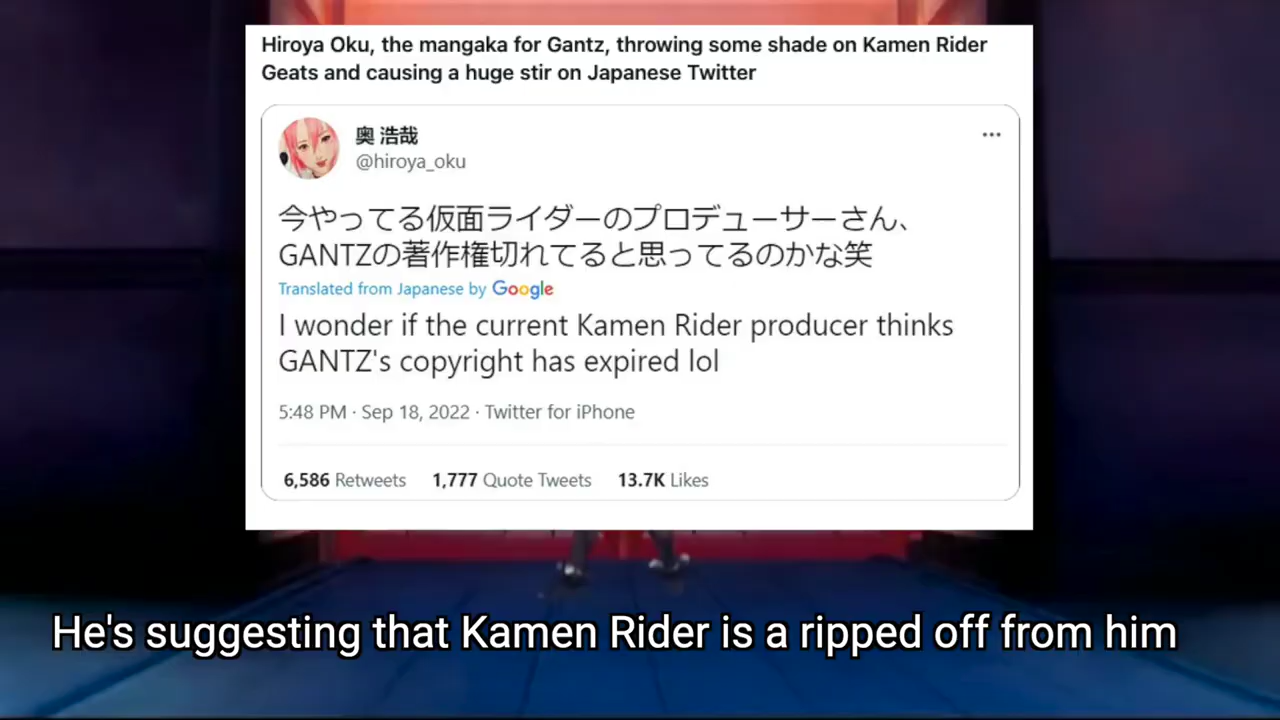 Hiroya Oku, the mangaka for Gantz, throwing some shade on Kamen Rider
Geats and causing a huge stir on Japanese Twitter
奥 浩哉
@hiroya_oku
今やってる仮面ライダーのプロデューサーさん、
GANTZの著作権切れてると思ってるのかな笑
Translated from Japanese by Google
I wonder if the current Kamen Rider producer thinks
GANTZ's copyright has expired lol
5:48 PM · Sep 18, 2022 · Twitter for iPhone
6,586 Retweets 1,777 Quote Tweets 13.7K Likes
He's suggesting that Kamen Rider is a ripped off from him